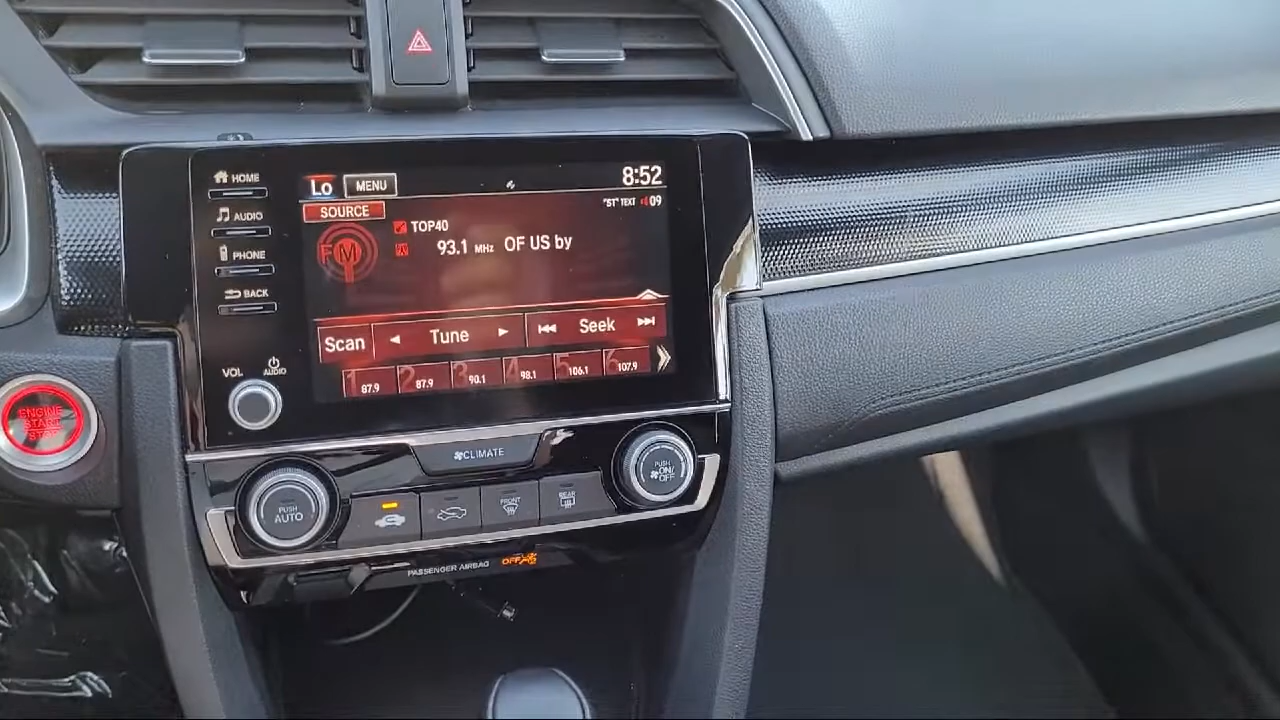 HOME
Lo
MENU
8:52
"ST" TEXT
09
SOURCE
AUDIO
TOP40
FM
93.1 MHz
OF US by
PHONE
BACK
Scan
Tune
Seek
VOL
AUDIO
1 87.9
2 87.9
3 90.1
4 98.1
5 106.1
6 107.9
ENGINE
START
STOP
CLIMATE
PUSH
AUTO
FRONT
REAR
PUSH
ON/
OFF
PASSENGER AIRBAG
OFF